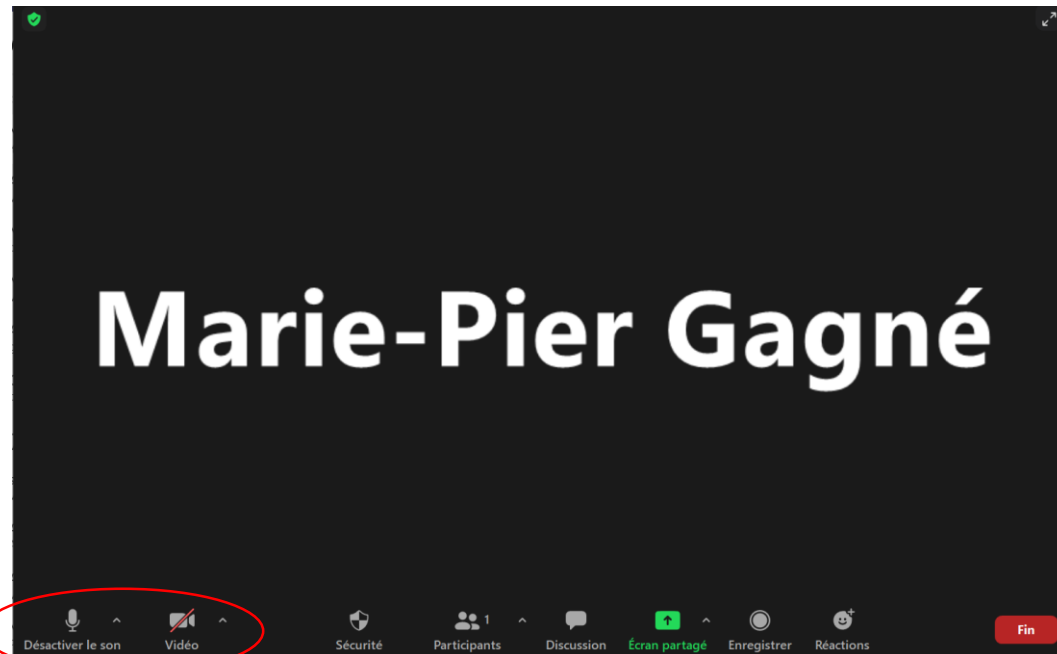 Marie-Pier Gagné
1
Désactiver le son Vidéo Sécurité Participants Discussion Écran partagé Enregistrer Réactions Fin